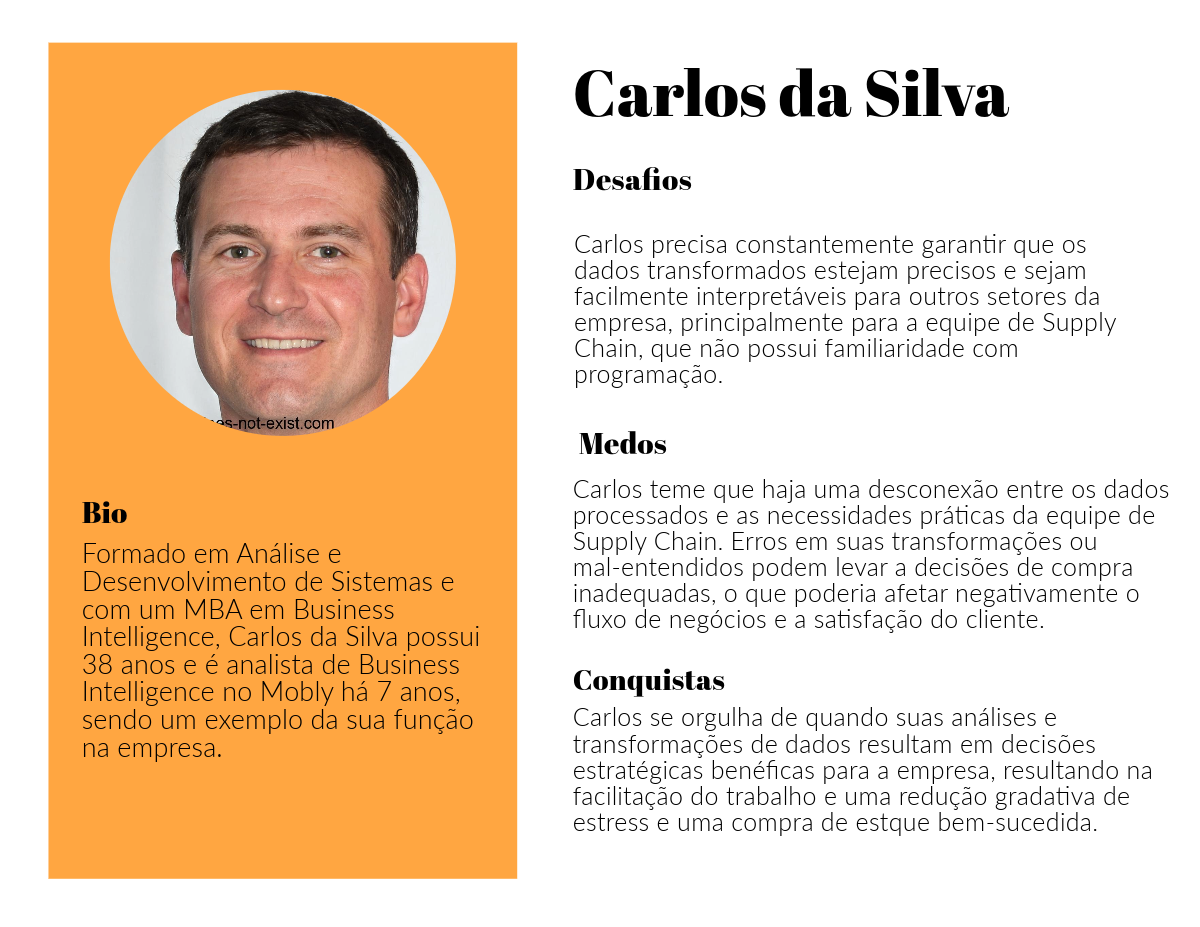 es-not-exist.com
Bio
Formado em Análise e
Desenvolvimento de Sistemas e
com um MBA em Business
Intelligence, Carlos da Silva possui
38 anos e é analista de Business
Intelligence no Mobly há 7 anos,
sendo um exemplo da sua função
na empresa.
Carlos da Silva
Desafios
Carlos precisa constantemente garantir que os
dados transformados estejam precisos e sejam
facilmente interpretáveis para outros setores da
empresa, principalmente para a equipe de Supply
Chain, que não possui familiaridade com
programação.
Medos
Carlos teme que haja uma desconexão entre os dados
processados e as necessidades práticas da equipe de
Supply Chain. Erros em suas transformações ou
mal-entendidos podem levar a decisões de compra
inadequadas, o que poderia afetar negativamente o
fluxo de negócios e a satisfação do cliente.
Conquistas
Carlos se orgulha de quando suas análises e
transformações de dados resultam em decisões
estratégicas benéficas para a empresa, resultando na
facilitação do trabalho e uma redução gradativa de
estress e uma compra de estque bem-sucedida.